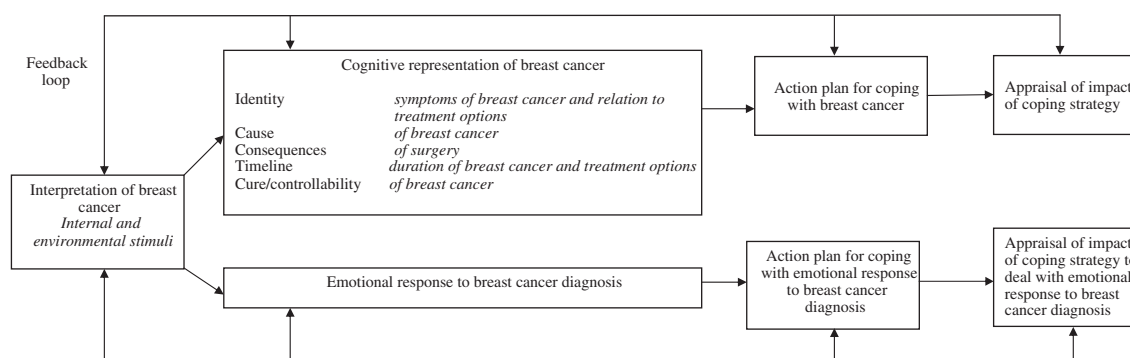 Feedback
loop
Cognitive representation of breast cancer
Identity symptoms of breast cancer and relation to
treatment options
Cause of breast cancer
Consequences of surgery
Timeline duration of breast cancer and treatment options
Cure/controllability of breast cancer
Action plan for coping
with breast cancer
Appraisal of impact
of coping strategy
Interpretation of breast
cancer
Internal and
environmental stimuli
Emotional response to breast cancer diagnosis
Action plan for coping
with emotional response
to breast cancer
diagnosis
Appraisal of impact
of coping strategy to
deal with emotional
response to breast
cancer diagnosis